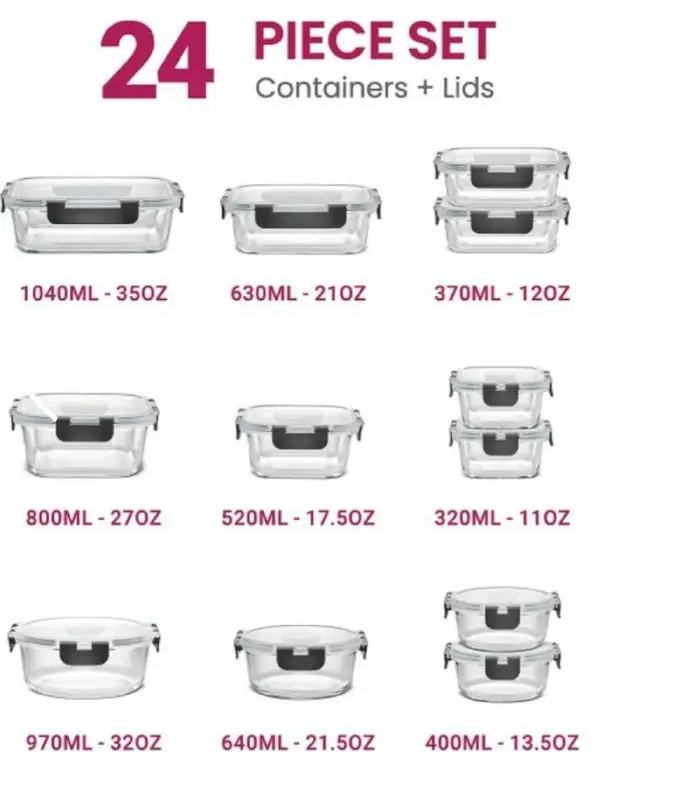 24 PIECE SET
Containers + Lids
1040ML - 35OZ
630ML - 21OZ
370ML - 12OZ
800ML - 27OZ
520ML - 17.5OZ
320ML - 11OZ
970ML - 32OZ
640ML - 21.5OZ
400ML - 13.5OZ